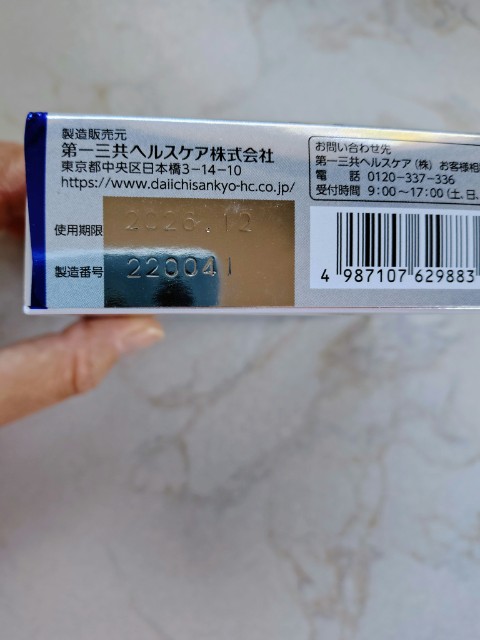 製造販売元
第一三共ヘルスケア株式会社
東京都中央区日本橋3-14-10
https://www.daiichisankyo-hc.co.jp/
使用期限 2026.12
製造番号 220041
お問い合わせ先
第一三共ヘルスケア(株) お客様相
電 話 0120-337-336
受付時間 9:00~17:00(土、日、
4 987107 629883